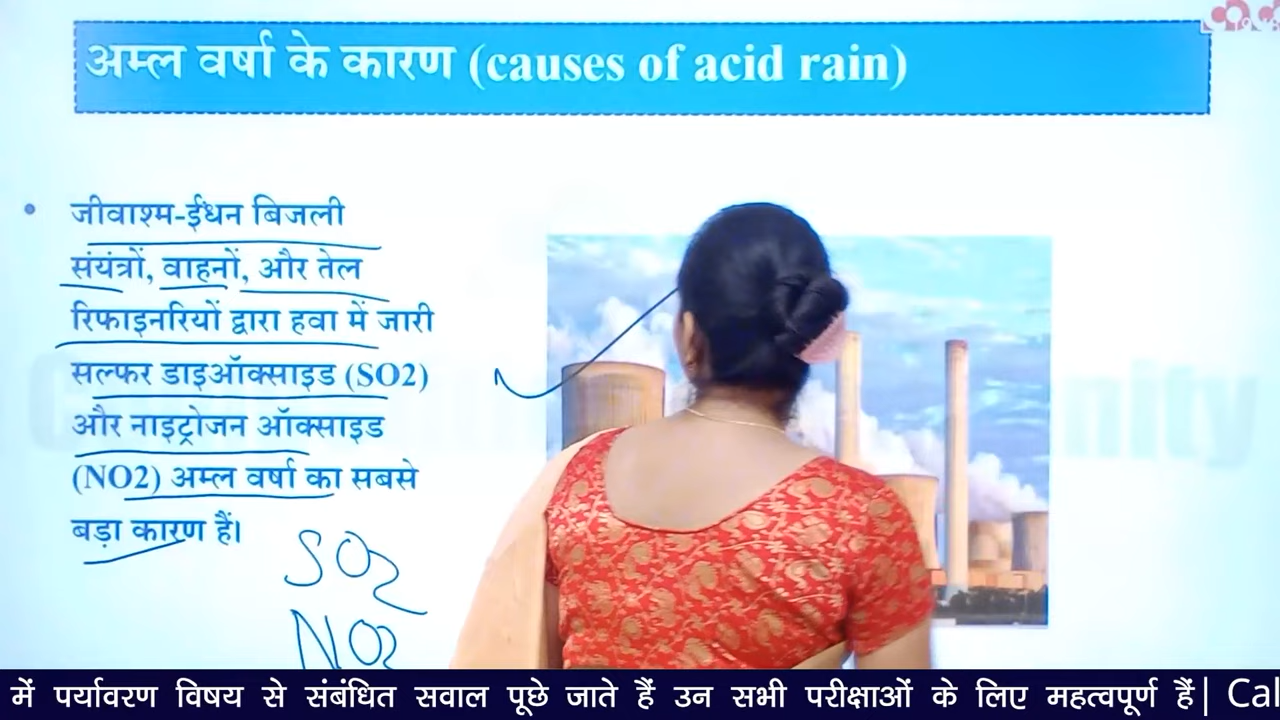 अम्ल वर्षा के कारण (causes of acid rain)
• जीवाश्म-ईंधन बिजली
संयंत्रों, वाहनों, और तेल
रिफाइनरियों द्वारा हवा में जारी
सल्फर डाइऑक्साइड (SO2)
और नाइट्रोजन ऑक्साइड
(NO2) अम्ल वर्षा का सबसे
बड़ा कारण हैं।
SO2
NO2
में पर्यावरण विषय से संबंधित सवाल पूछे जाते हैं उन सभी परीक्षाओं के लिए महत्वपूर्ण हैं| Cal